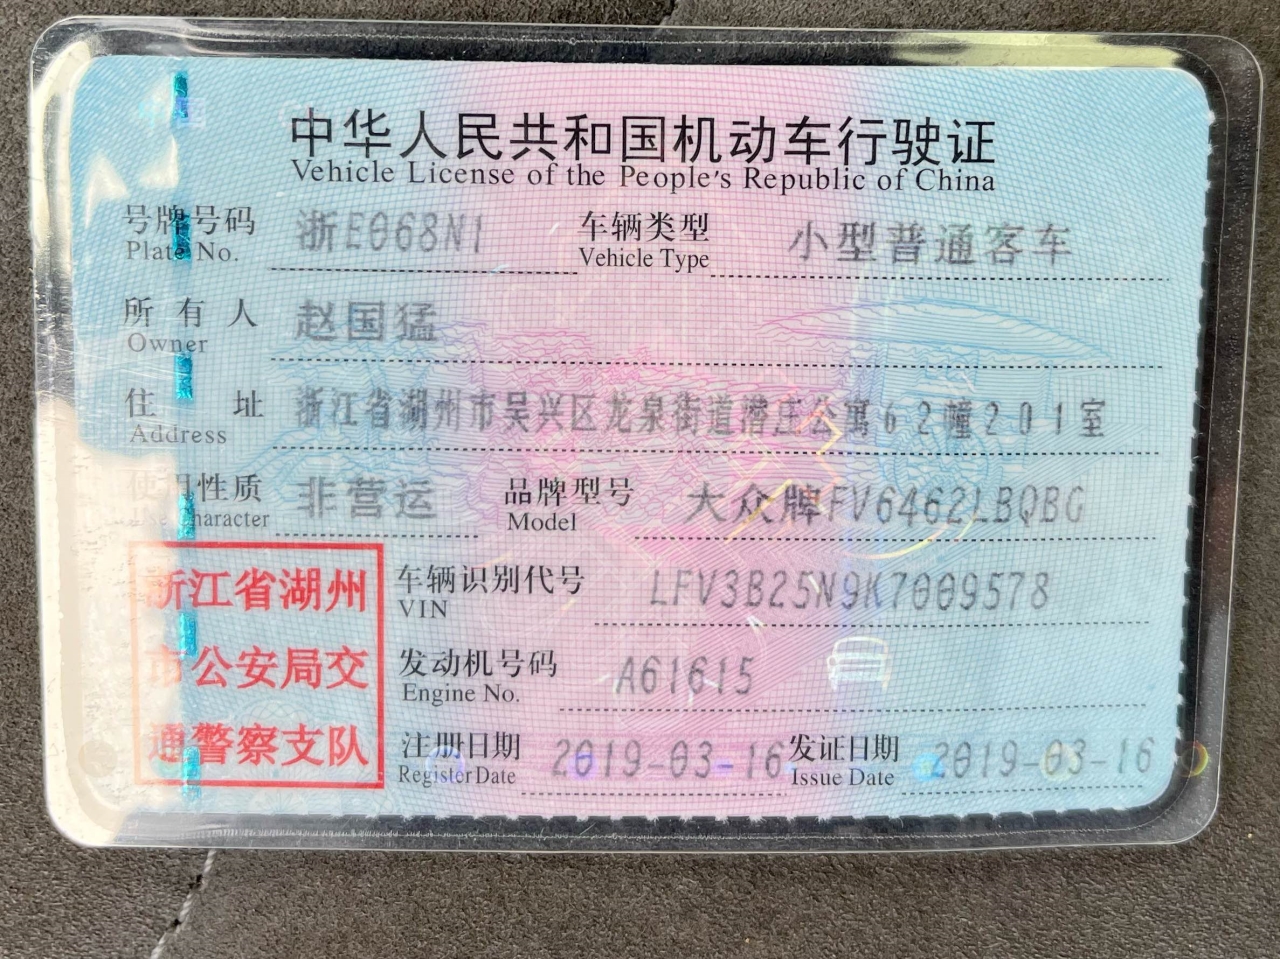 中华人民共和国机动车行驶证
Vehicle License of the People's Republic of China
号牌号码 浙E068N1 车辆类型 小型普通客车
Plate No. Vehicle Type
所有人 赵国猛
Owner
住址 浙江省湖州市吴兴区龙泉街道潜庄公寓62幢201室
Address
使用性质 非营运 品牌型号 大众牌FV6462LBQBG
Use Character Model
浙江省湖州
市公安局交
通警察支队
车辆识别代号 LFV3B25N9K7009578
VIN
发动机号码 A61615
Engine No.
注册日期 2019-03-16 发证日期 2019-03-16
Register Date Issue Date